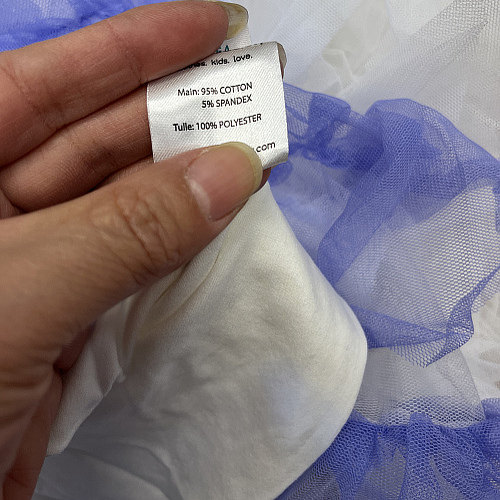 kids. love.
Main: 95% COTTON
5% SPANDEX
Tulle: 100% POLYESTER
.com